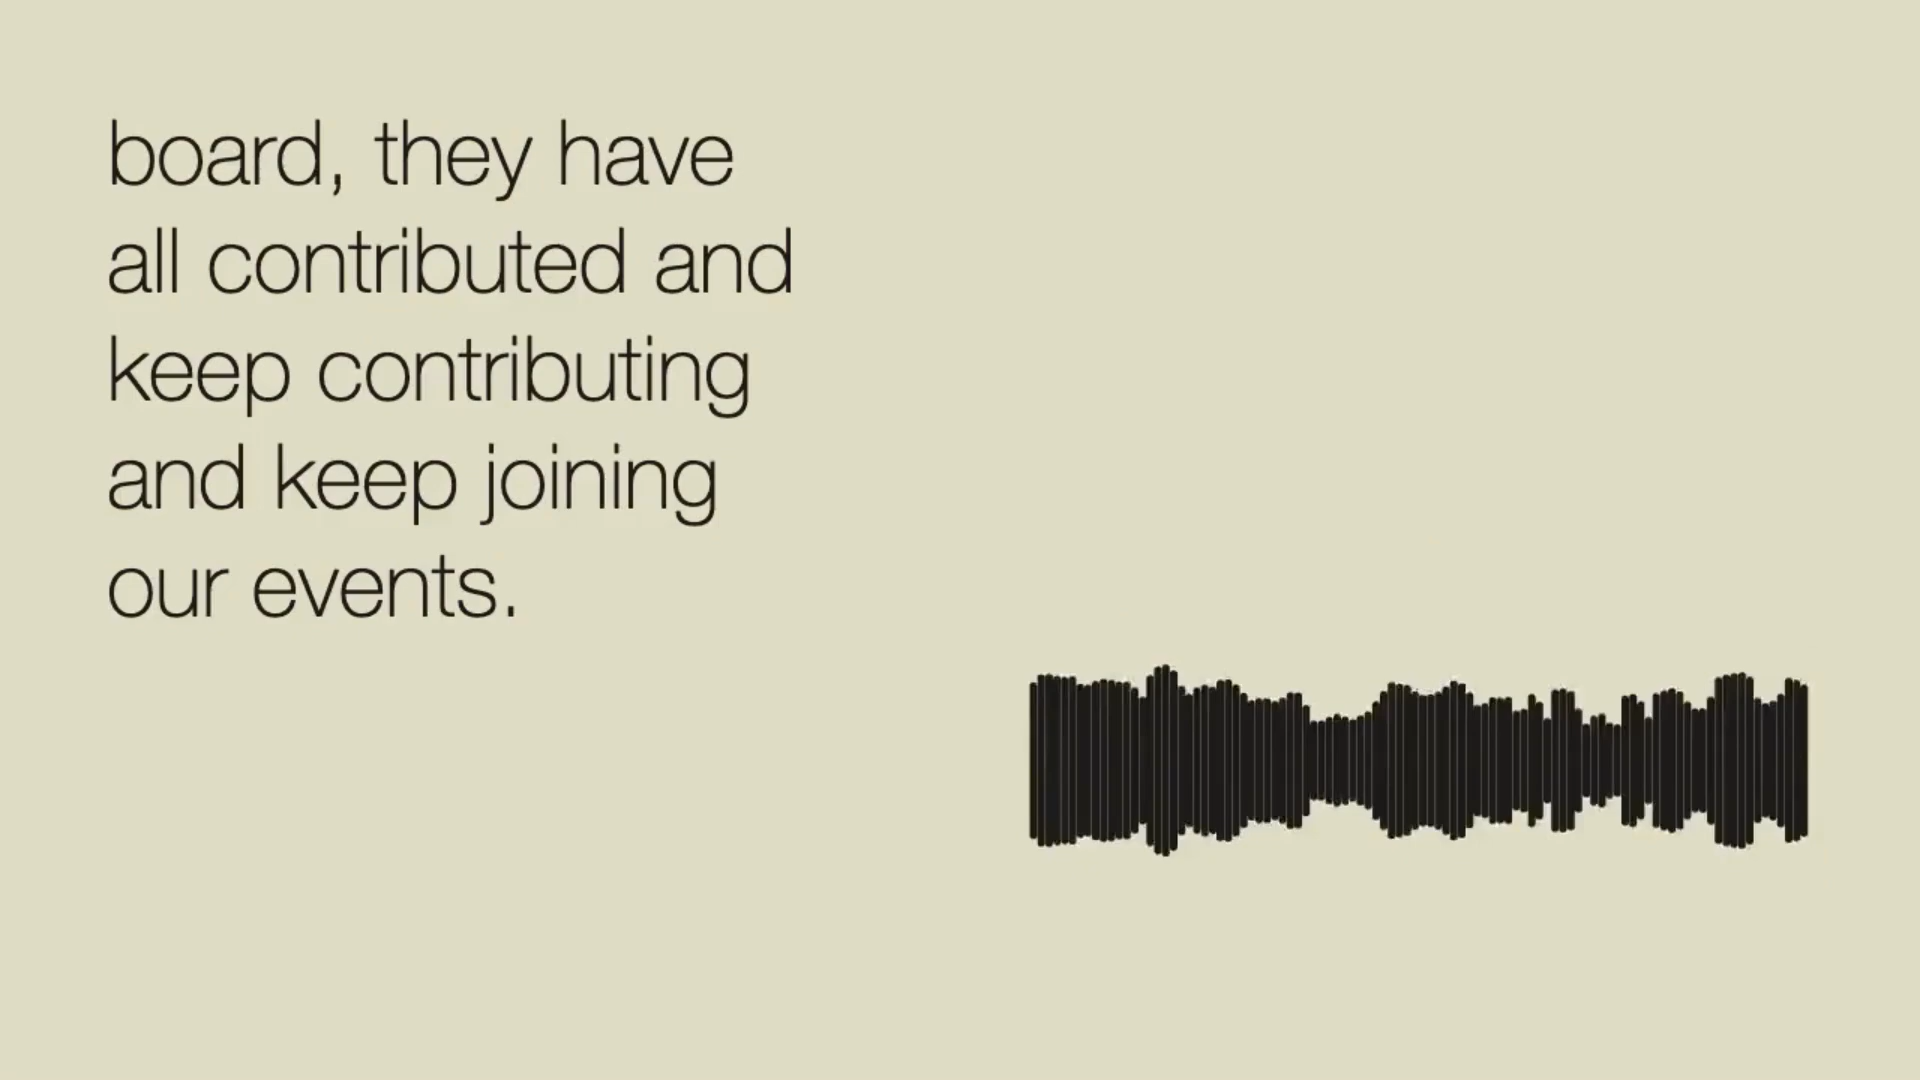 board, they have
all contributed and
keep contributing
and keep joining
our events.